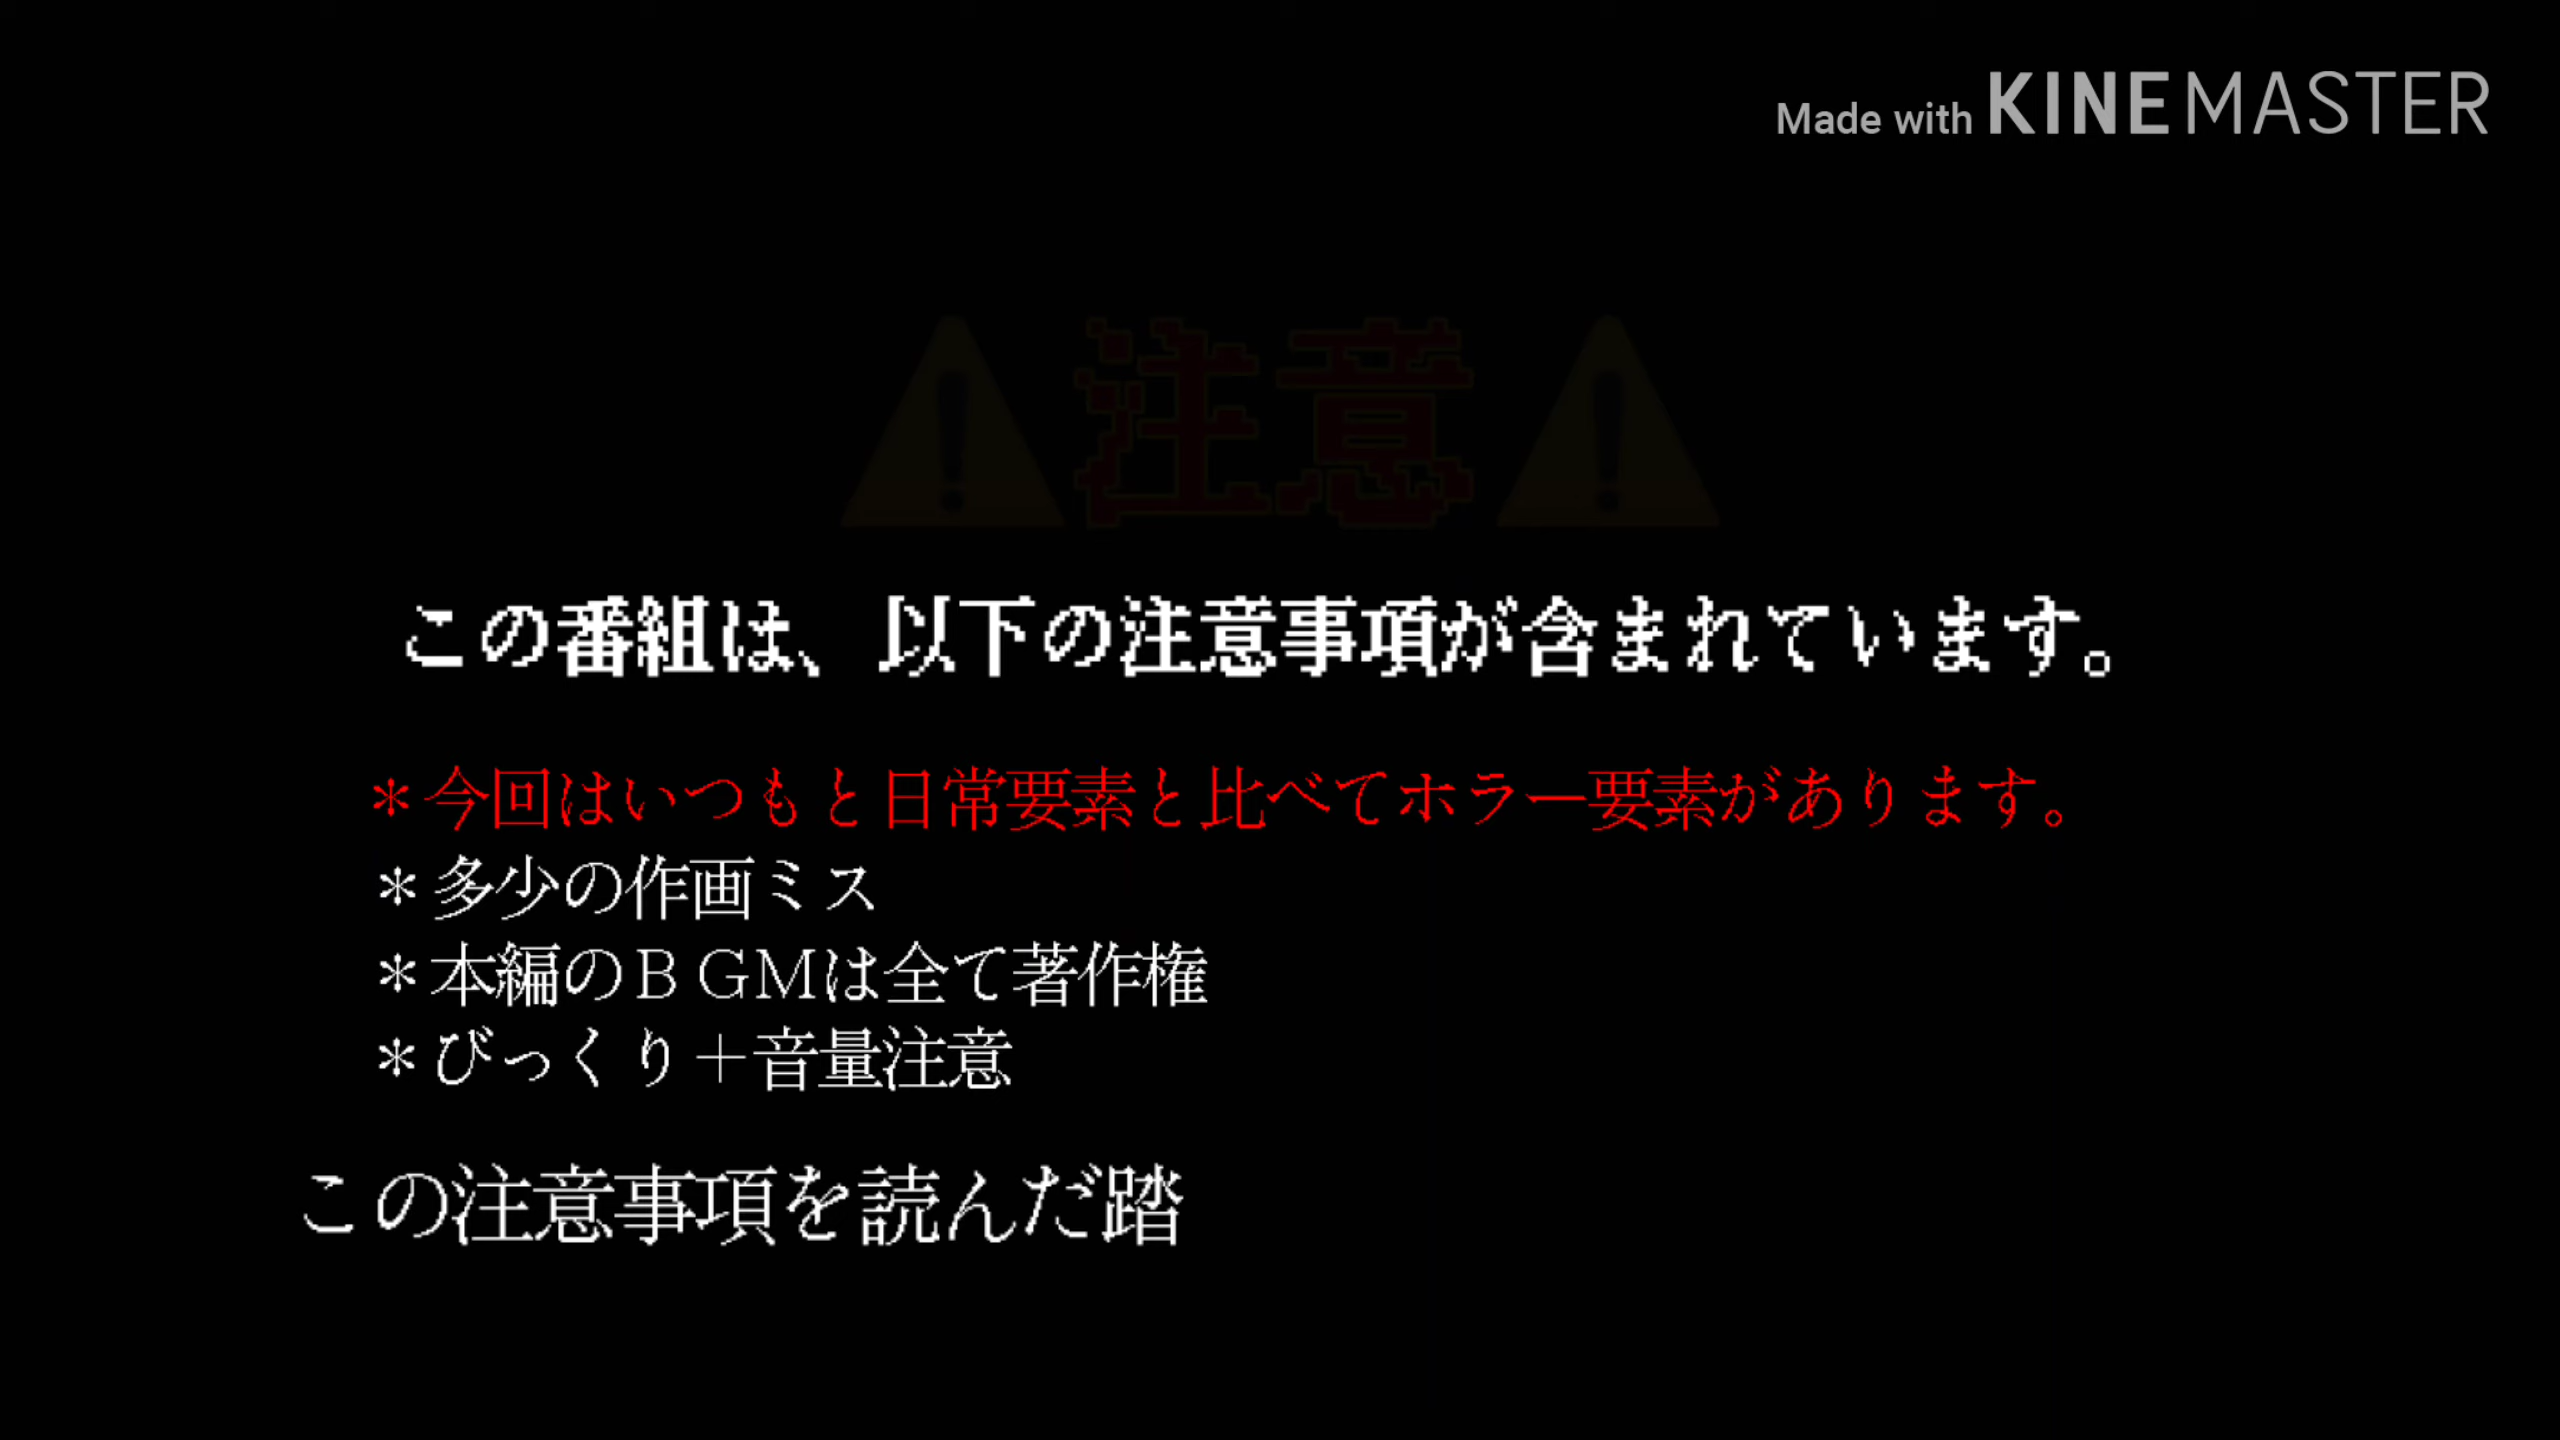 Made with KINEMASTER
⚠注意⚠
この番組は、以下の注意事項が含まれています。
＊今回はいつもと日常要素と比べてホラー要素があります。
＊多少の作画ミス
＊本編のＢＧＭは全て著作権
＊びっくり＋音量注意
この注意事項を読んだ踏